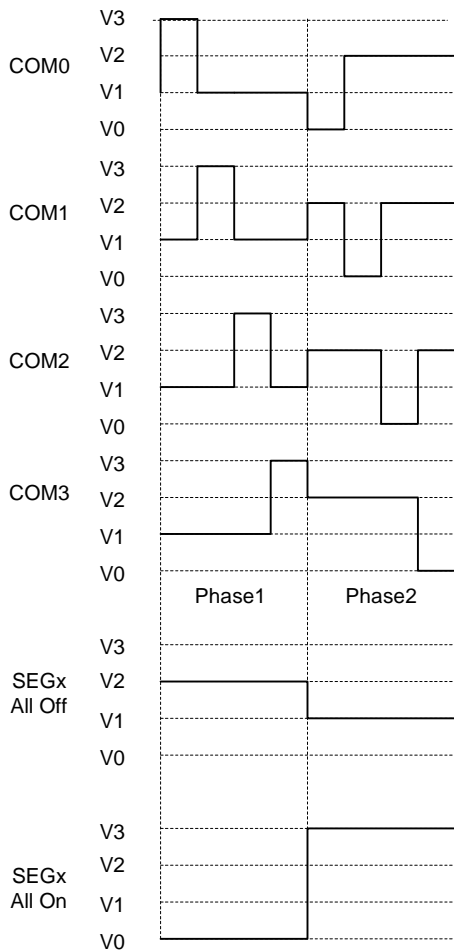 V3
COM0
V2
V1
V0
V3
COM1
V2
V1
V0
V3
COM2
V2
V1
V0
V3
COM3
V2
V1
V0
Phase1
Phase2
V3
SEGx
All Off
V2
V1
V0
V3
SEGx
All On
V2
V1
V0